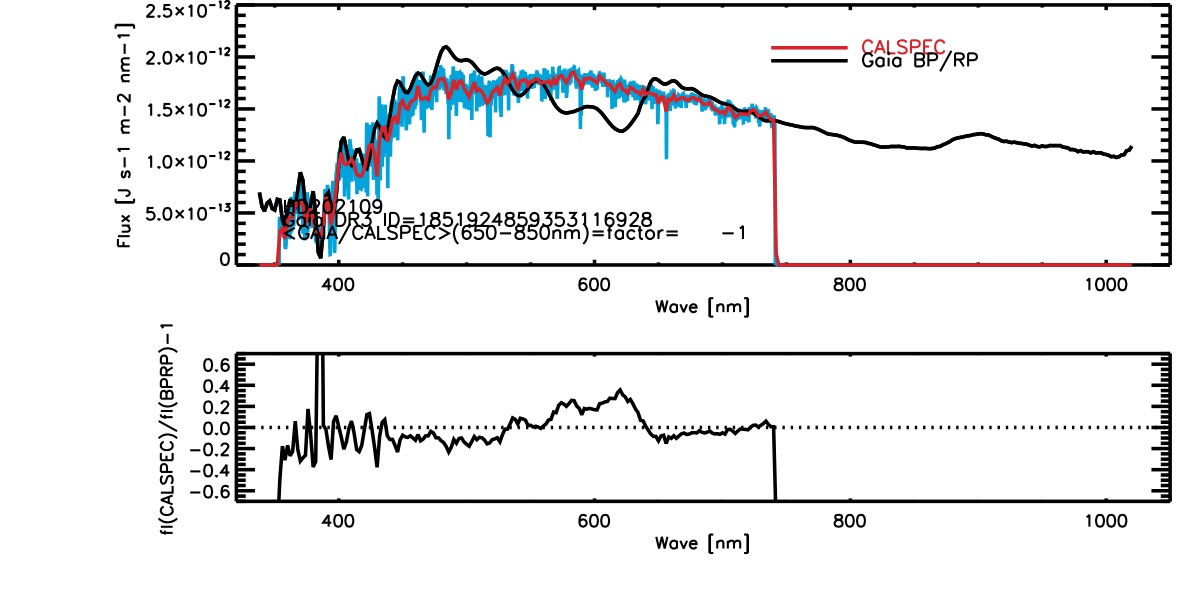 2.5×10−12
2.0×10−12
1.5×10−12
1.0×10−12
5.0×10−13
0
Flux [J s−1 m−2 nm−1]
CALSPEC
Gaia BP/RP
HD202109
Gaia DR3 ID=1851924859353116928
<GAIA/CALSPEC>(650−850nm)=factor= −1
400 600 800 1000
Wave [nm]
0.6
0.4
0.2
0.0
−0.2
−0.4
−0.6
fl(CALSPEC)/fl(BPRP)−1
400 600 800 1000
Wave [nm]